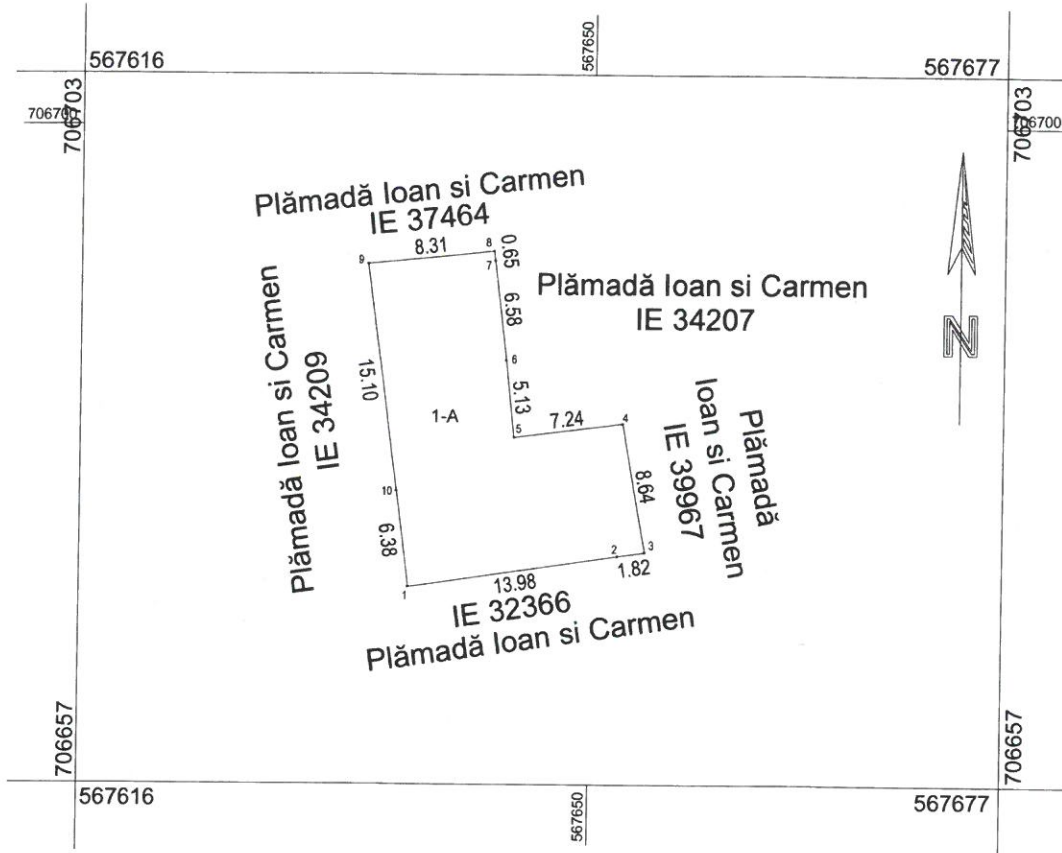 567616
567650
567677
706703
706700
706703
706700
Plămadă Ioan si Carmen
IE 37464
9
8.31
8
0.65
7
6.58
6
5.13
5
7.24
4
Plămadă Ioan si Carmen
IE 34207
N
Plămadă Ioan si Carmen
IE 34209
15.10
10
6.38
1-A
8.64
Plămadă
Ioan si Carmen
IE 39967
1
13.98
2
1.82
3
IE 32366
Plămadă Ioan si Carmen
706657
706657
567616
567650
567677